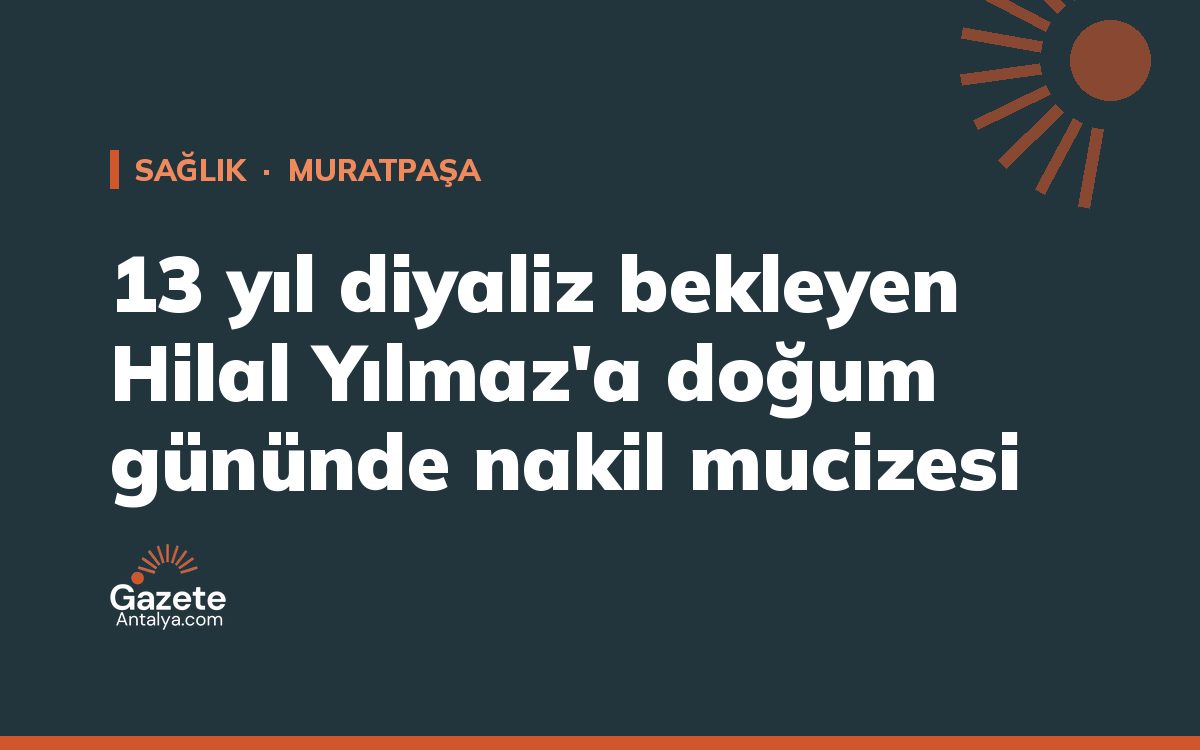 SAĞLIK · MURATPAŞA
13 yıl diyaliz bekleyen
Hilal Yılmaz'a doğum
gününde nakil mucizesi
Gazete
Antalya.com